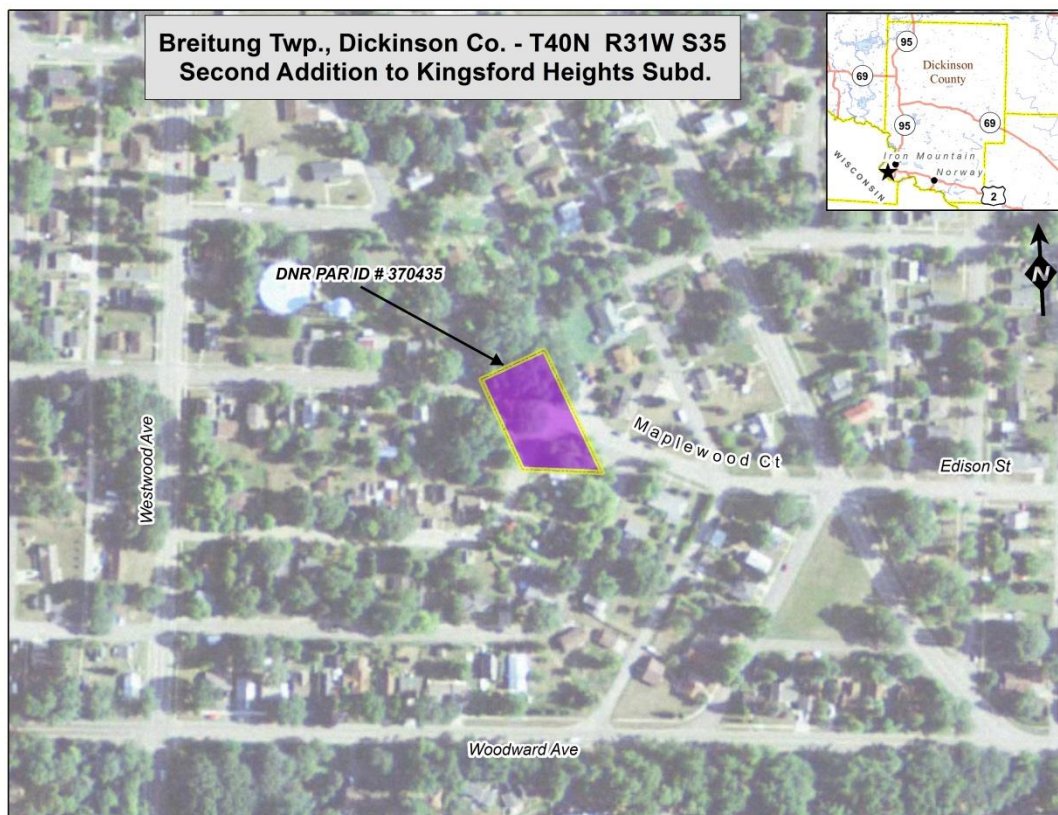 Breitung Twp., Dickinson Co. - T40N R31W S35
Second Addition to Kingsford Heights Subd.
95
Dickinson
County
69
95
69
Iron Mountain
Norway
WISCONSIN
2
N
DNR PAR ID # 370435
Maplewood Ct
Edison St
Westwood Ave
Woodward Ave